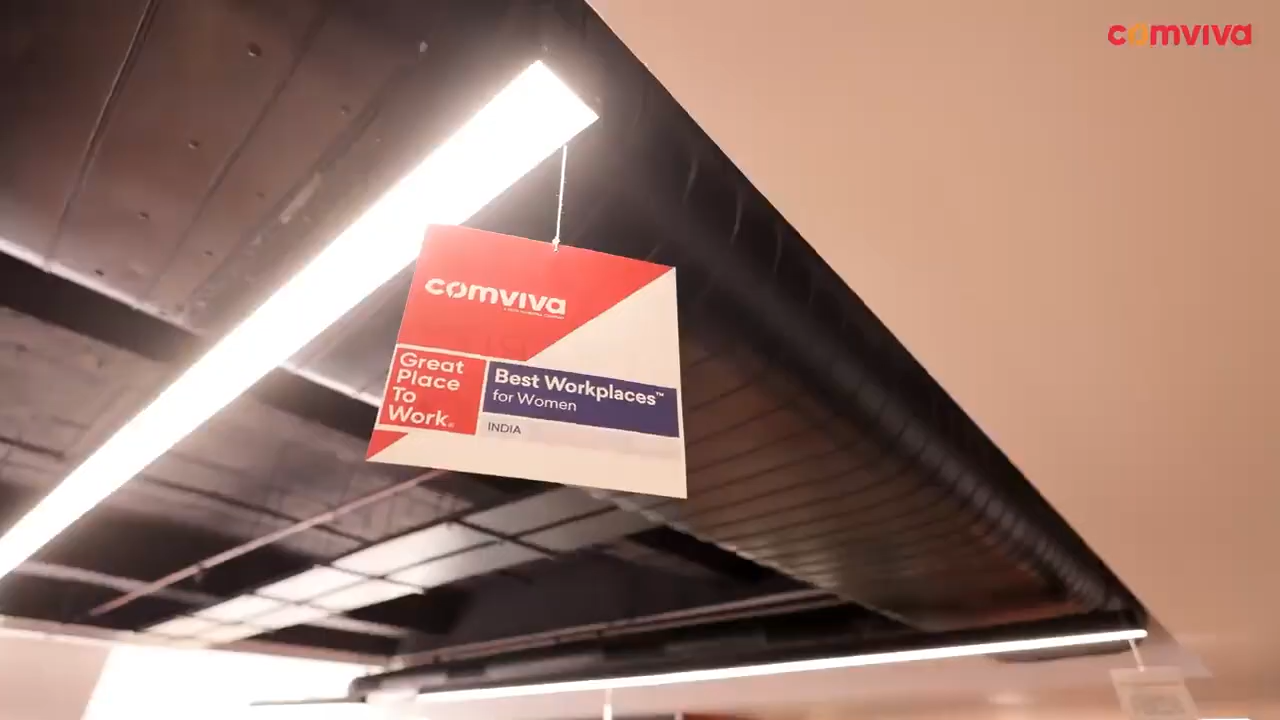 comviva
comviva
Great
Place
To
Work®
Best Workplaces™
for Women
INDIA